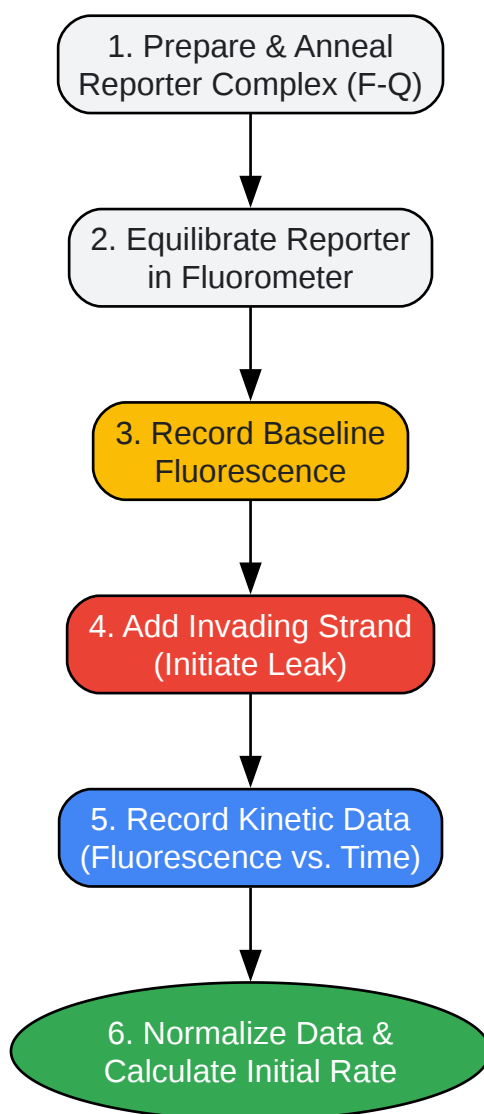 1. Prepare & Anneal
Reporter Complex (F-Q)
2. Equilibrate Reporter
in Fluorometer
3. Record Baseline
Fluorescence
4. Add Invading Strand
(Initiate Leak)
5. Record Kinetic Data
(Fluorescence vs. Time)
6. Normalize Data &
Calculate Initial Rate